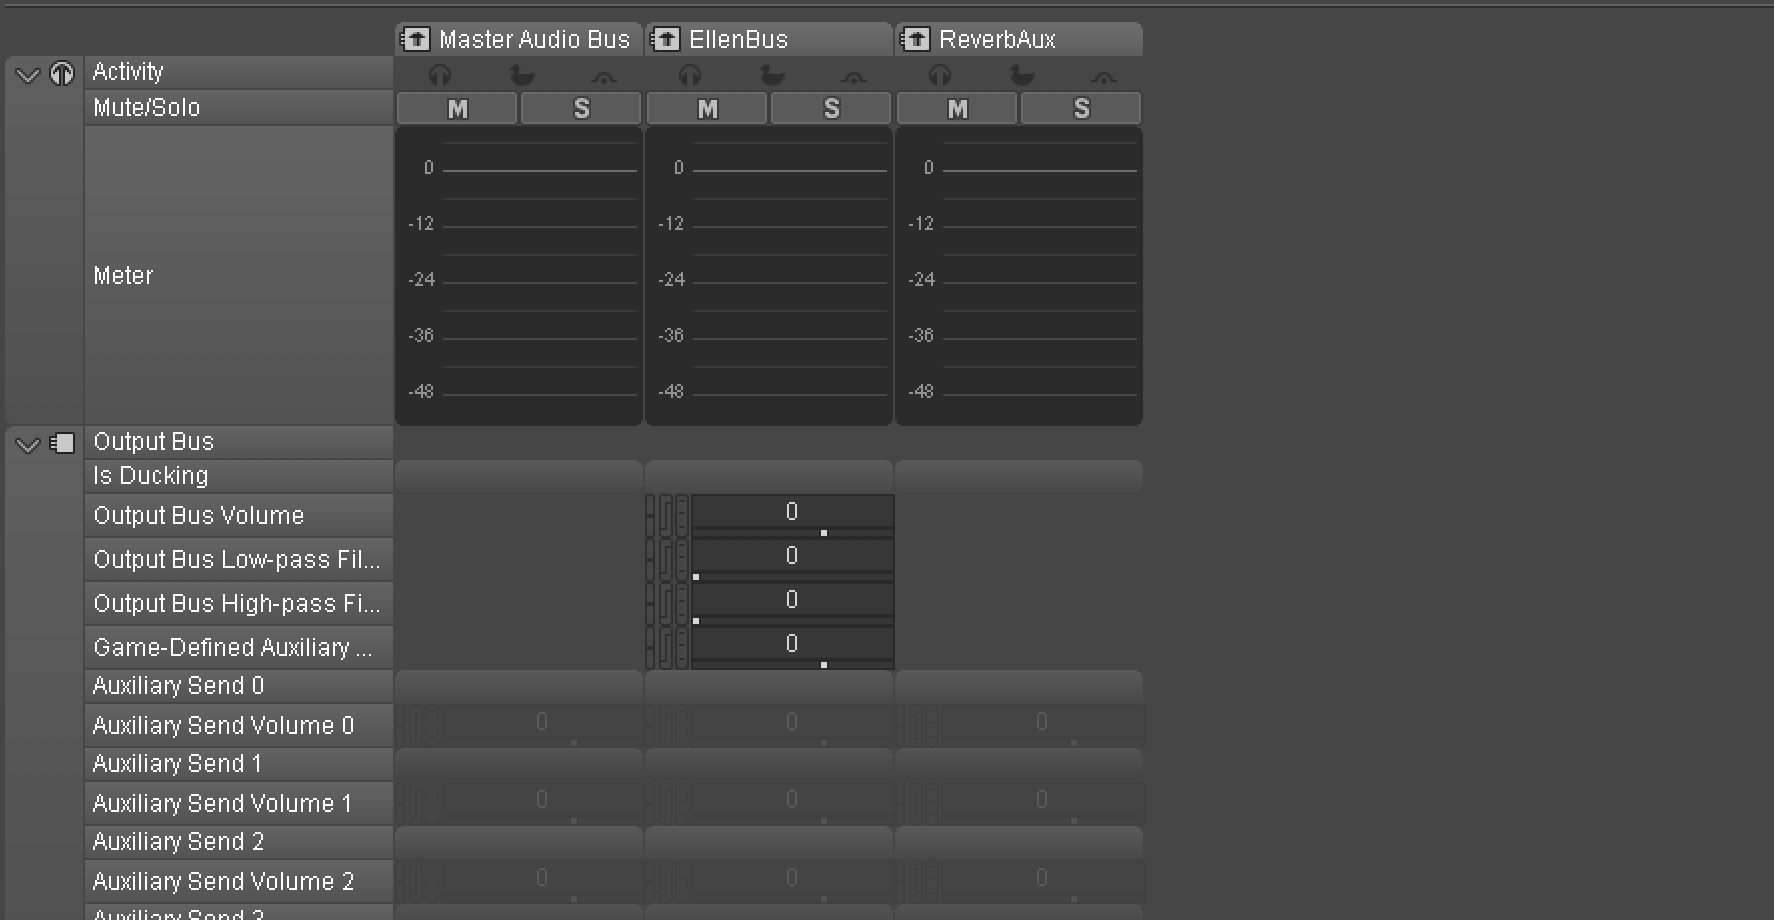 Master Audio Bus EllenBus ReverbAux
Activity
Mute/Solo M S M S M S
0 0 0
-12 -12 -12
Meter -24 -24 -24
-36 -36 -36
-48 -48 -48
Output Bus
Is Ducking
Output Bus Volume 0
Output Bus Low-pass Fil... 0
Output Bus High-pass Fi... 0
Game-Defined Auxiliary ... 0
Auxiliary Send 0
Auxiliary Send Volume 0 0 0 0
Auxiliary Send 1
Auxiliary Send Volume 1 0 0 0
Auxiliary Send 2
Auxiliary Send Volume 2 0 0 0
Auxiliary Send 3